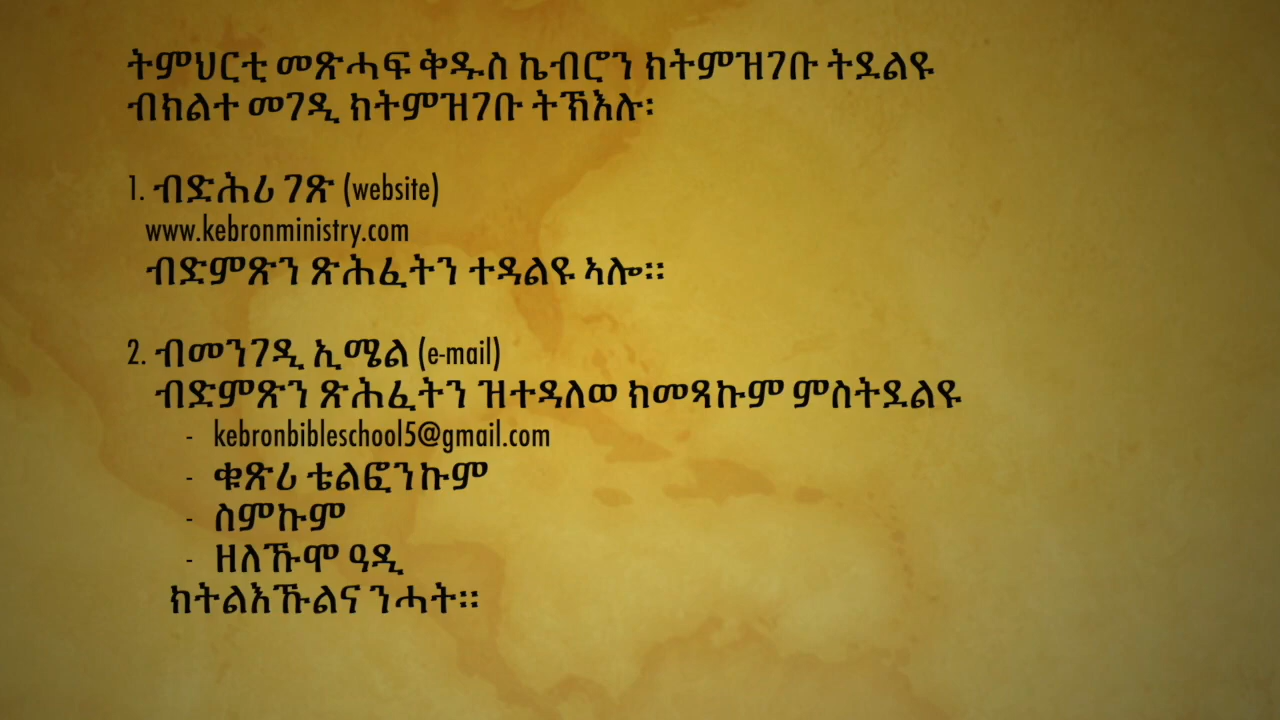 ትምህርቲ መጽሓፍ ቅዱስ ኬብሮን ክትምዝገቡ ትደልዩ
ብክልተ መገዲ ክትምዝገቡ ትኽእሉ፡
1. ብድሕሪ ገጽ (website)
www.kebronministry.com
ብድምጽን ጽሕፈትን ተዳልዩ ኣሎ።
2. ብመንገዲ ኢሜል (e-mail)
ብድምጽን ጽሕፈትን ዝተዳለወ ክመጻኩም ምስትደልዩ
- kebronbibleschool5@gmail.com
- ቁጽሪ ቴልፎንኩም
- ስምኩም
- ዘለኹሞ ዓዲ
ክትልእኹልና ንሓት።